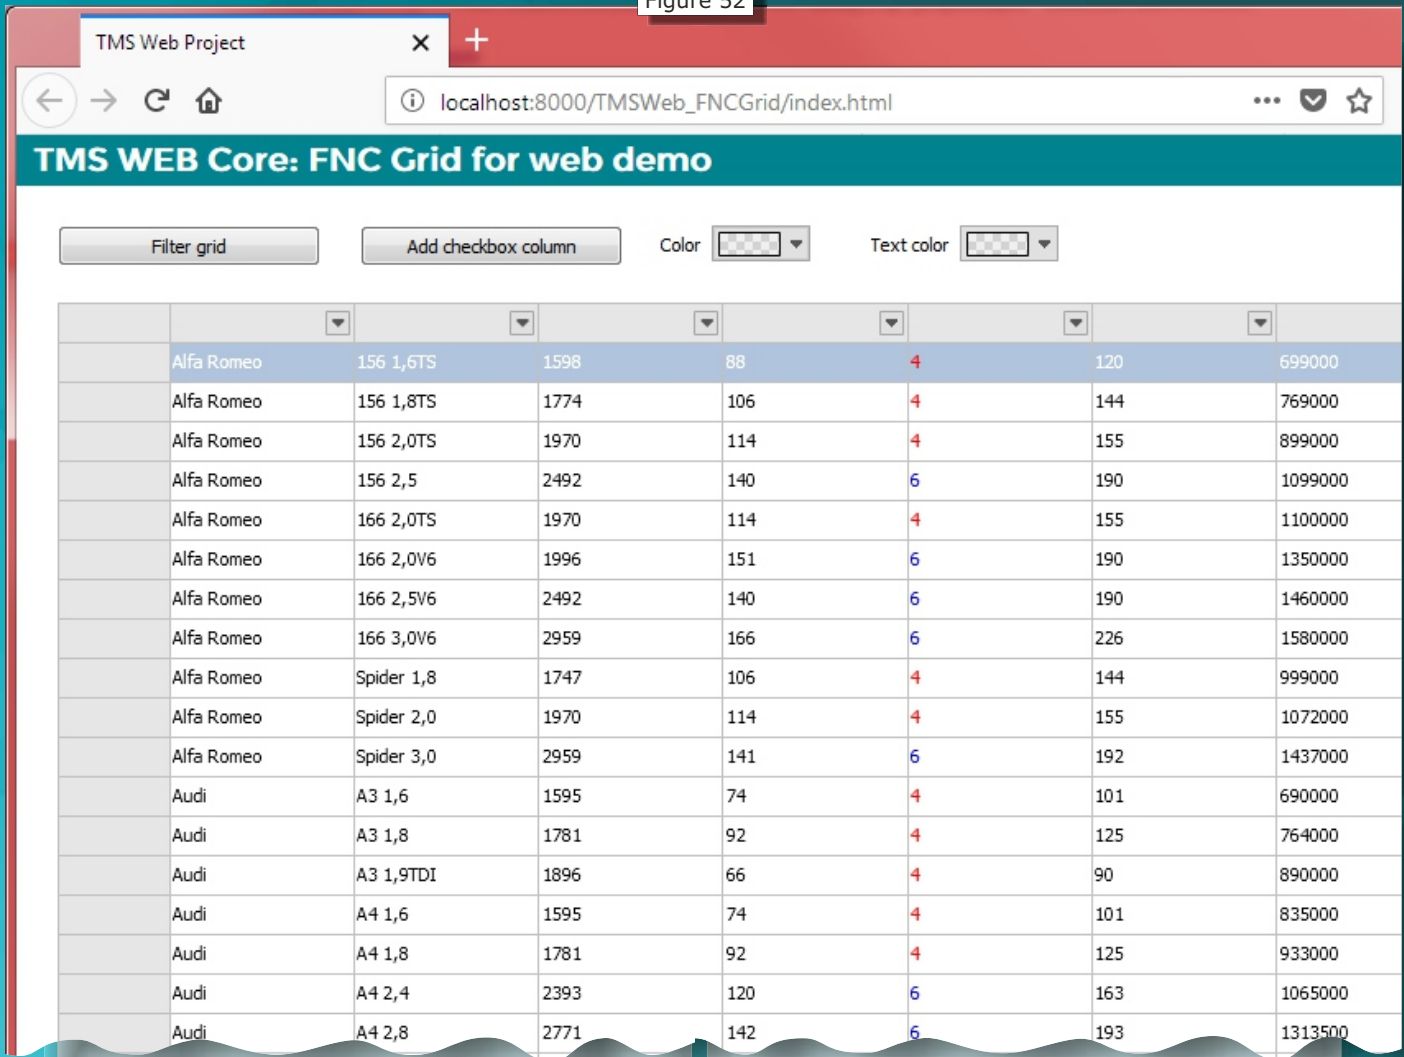 Figure 52
TMS Web Project
localhost:8000/TMSWeb_FNCGrid/index.html
TMS WEB Core: FNC Grid for web demo
Filter grid Add checkbox column Color Text color
Alfa Romeo 156 1,6TS 1598 88 4 120 699000
Alfa Romeo 156 1,8TS 1774 106 4 144 769000
Alfa Romeo 156 2,0TS 1970 114 4 155 899000
Alfa Romeo 156 2,5 2492 140 6 190 1099000
Alfa Romeo 166 2,0TS 1970 114 4 155 1100000
Alfa Romeo 166 2,0V6 1996 151 6 190 1350000
Alfa Romeo 166 2,5V6 2492 140 6 190 1460000
Alfa Romeo 166 3,0V6 2959 166 6 226 1580000
Alfa Romeo Spider 1,8 1747 106 4 144 999000
Alfa Romeo Spider 2,0 1970 114 4 155 1072000
Alfa Romeo Spider 3,0 2959 141 6 192 1437000
Audi A3 1,6 1595 74 4 101 690000
Audi A3 1,8 1781 92 4 125 764000
Audi A3 1,9TDI 1896 66 4 90 890000
Audi A4 1,6 1595 74 4 101 835000
Audi A4 1,8 1781 92 4 125 933000
Audi A4 2,4 2393 120 6 163 1065000
Audi A4 2,8 2771 142 6 193 1313500